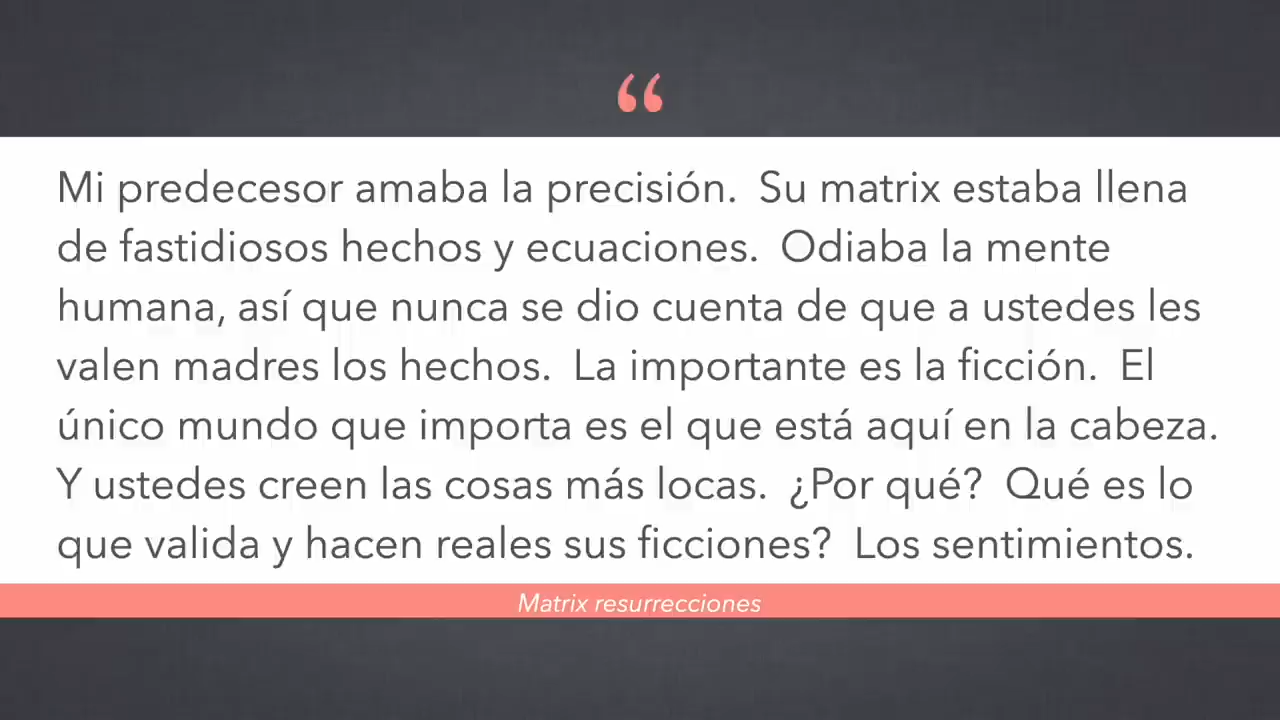 “
Mi predecesor amaba la precisión. Su matrix estaba llena
de fastidiosos hechos y ecuaciones. Odiaba la mente
humana, así que nunca se dio cuenta de que a ustedes les
valen madres los hechos. La importante es la ficción. El
único mundo que importa es el que está aquí en la cabeza.
Y ustedes creen las cosas más locas. ¿Por qué? Qué es lo
que valida y hacen reales sus ficciones? Los sentimientos.
Matrix resurrecciones